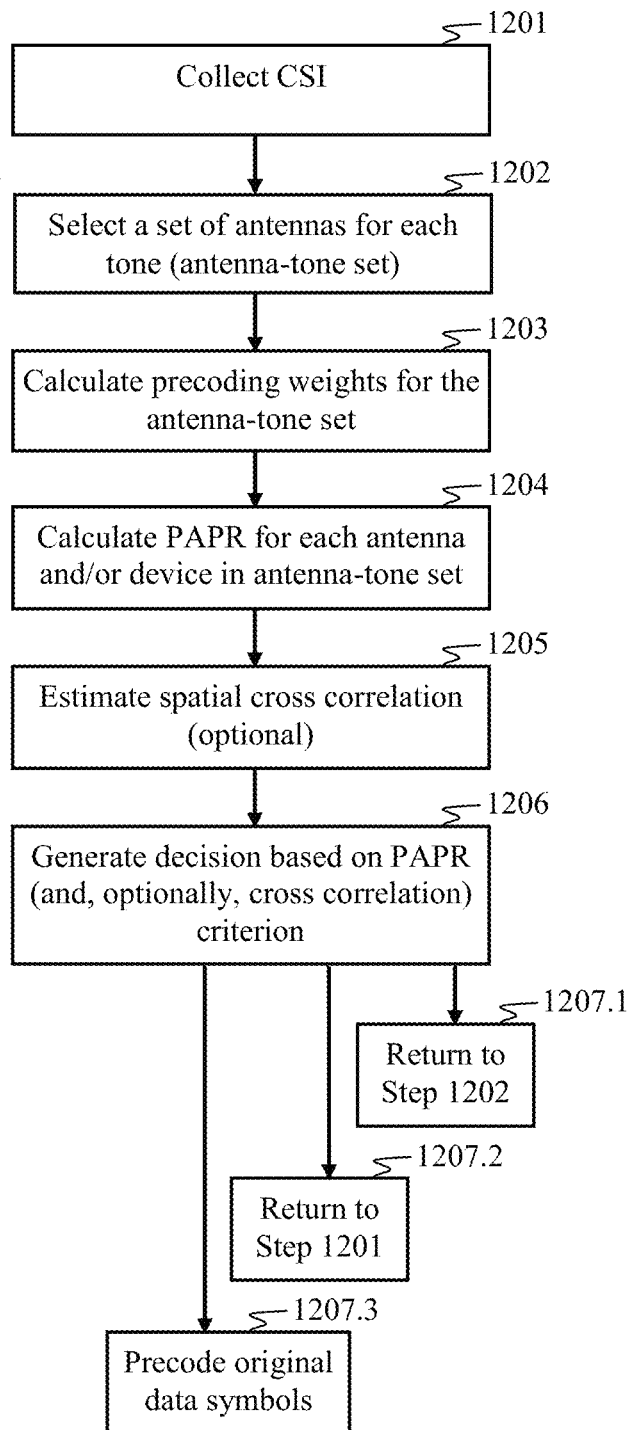 1201
Collect CSI
1202
Select a set of antennas for each
tone (antenna-tone set)
1203
Calculate precoding weights for the
antenna-tone set
1204
Calculate PAPR for each antenna
and/or device in antenna-tone set
1205
Estimate spatial cross correlation
(optional)
1206
Generate decision based on PAPR
(and, optionally, cross correlation)
criterion
1207.1
Return to
Step 1202
1207.2
Return to
Step 1201
1207.3
Precode original
data symbols